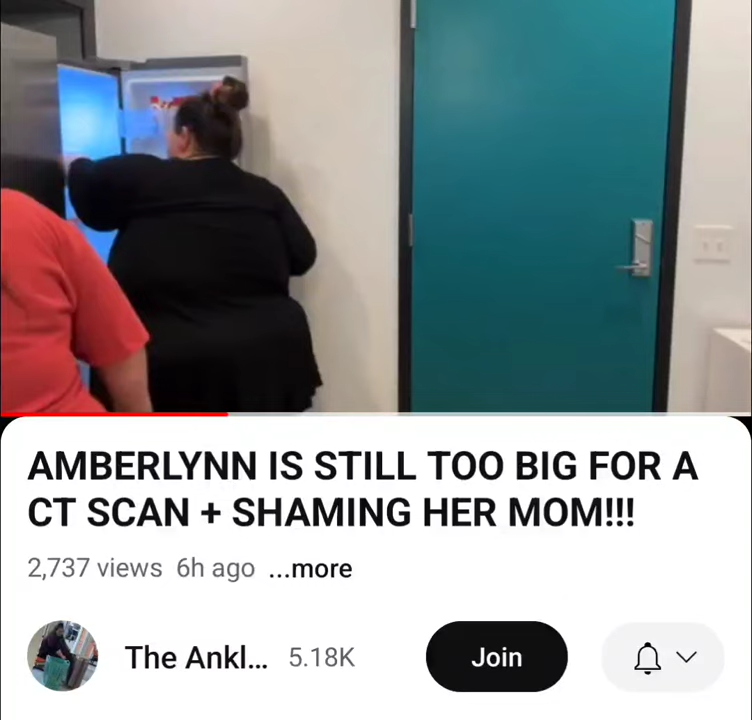 AMBERLYNN IS STILL TOO BIG FOR A
CT SCAN + SHAMING HER MOM!!!
2,737 views 6h ago ...more
The Ankl... 5.18K Join